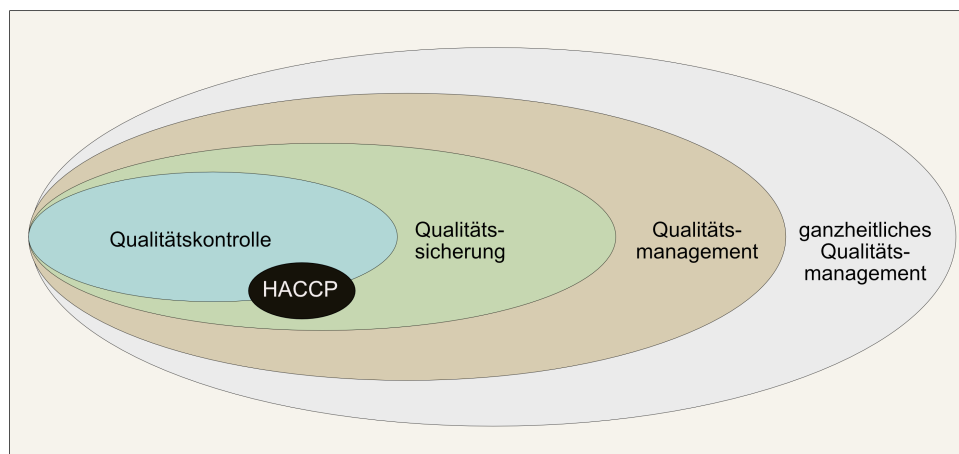 Qualitätskontrolle
HACCP
Qualitäts-
sicherung
Qualitäts-
management
ganzheitliches
Qualitäts-
management